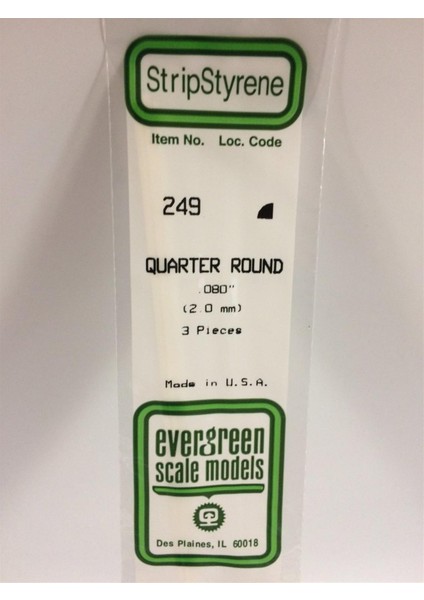 StripStyrene
Item No. Loc. Code
249
QUARTER ROUND
.080"
(2.0 mm)
3 Pieces
Made in U.S.A.
evergreen
scale models
Des Plaines, IL 60018